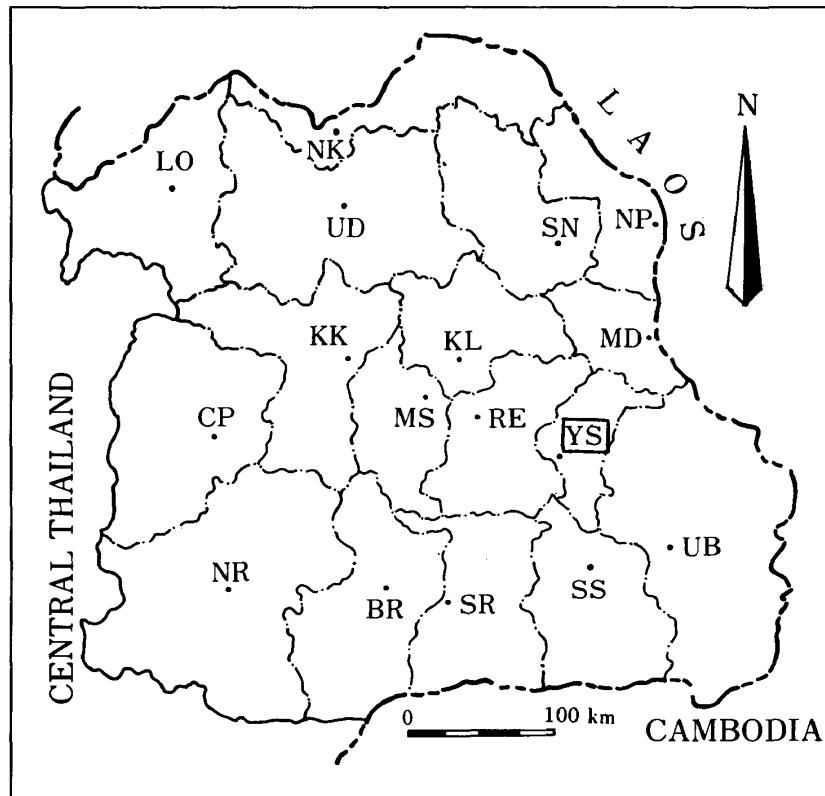 LAOS
N
NK
LO
UD
SN
NP
KK
KL
MD
CP
MS
RE
YS
CENTRAL THAILAND
NR
BR
SR
SS
UB
0 100 km
CAMBODIA